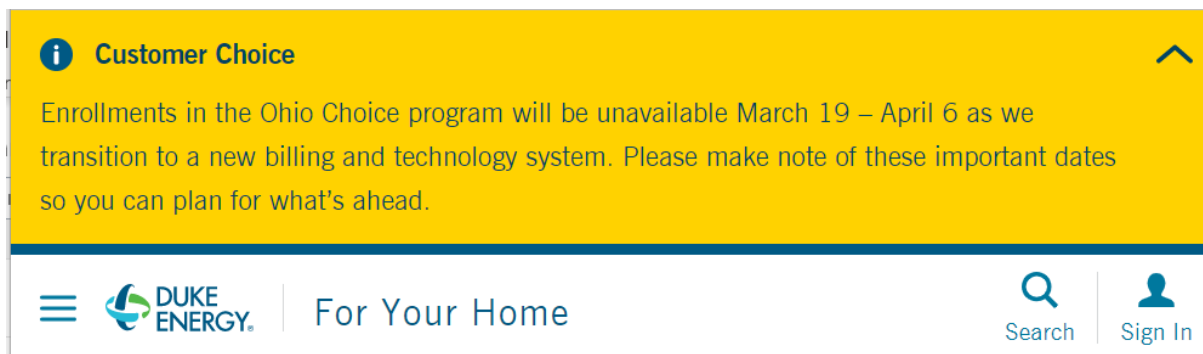 Customer Choice
Enrollments in the Ohio Choice program will be unavailable March 19 – April 6 as we
transition to a new billing and technology system. Please make note of these important dates
so you can plan for what's ahead.
DUKE
ENERGY.
For Your Home
Search
Sign In